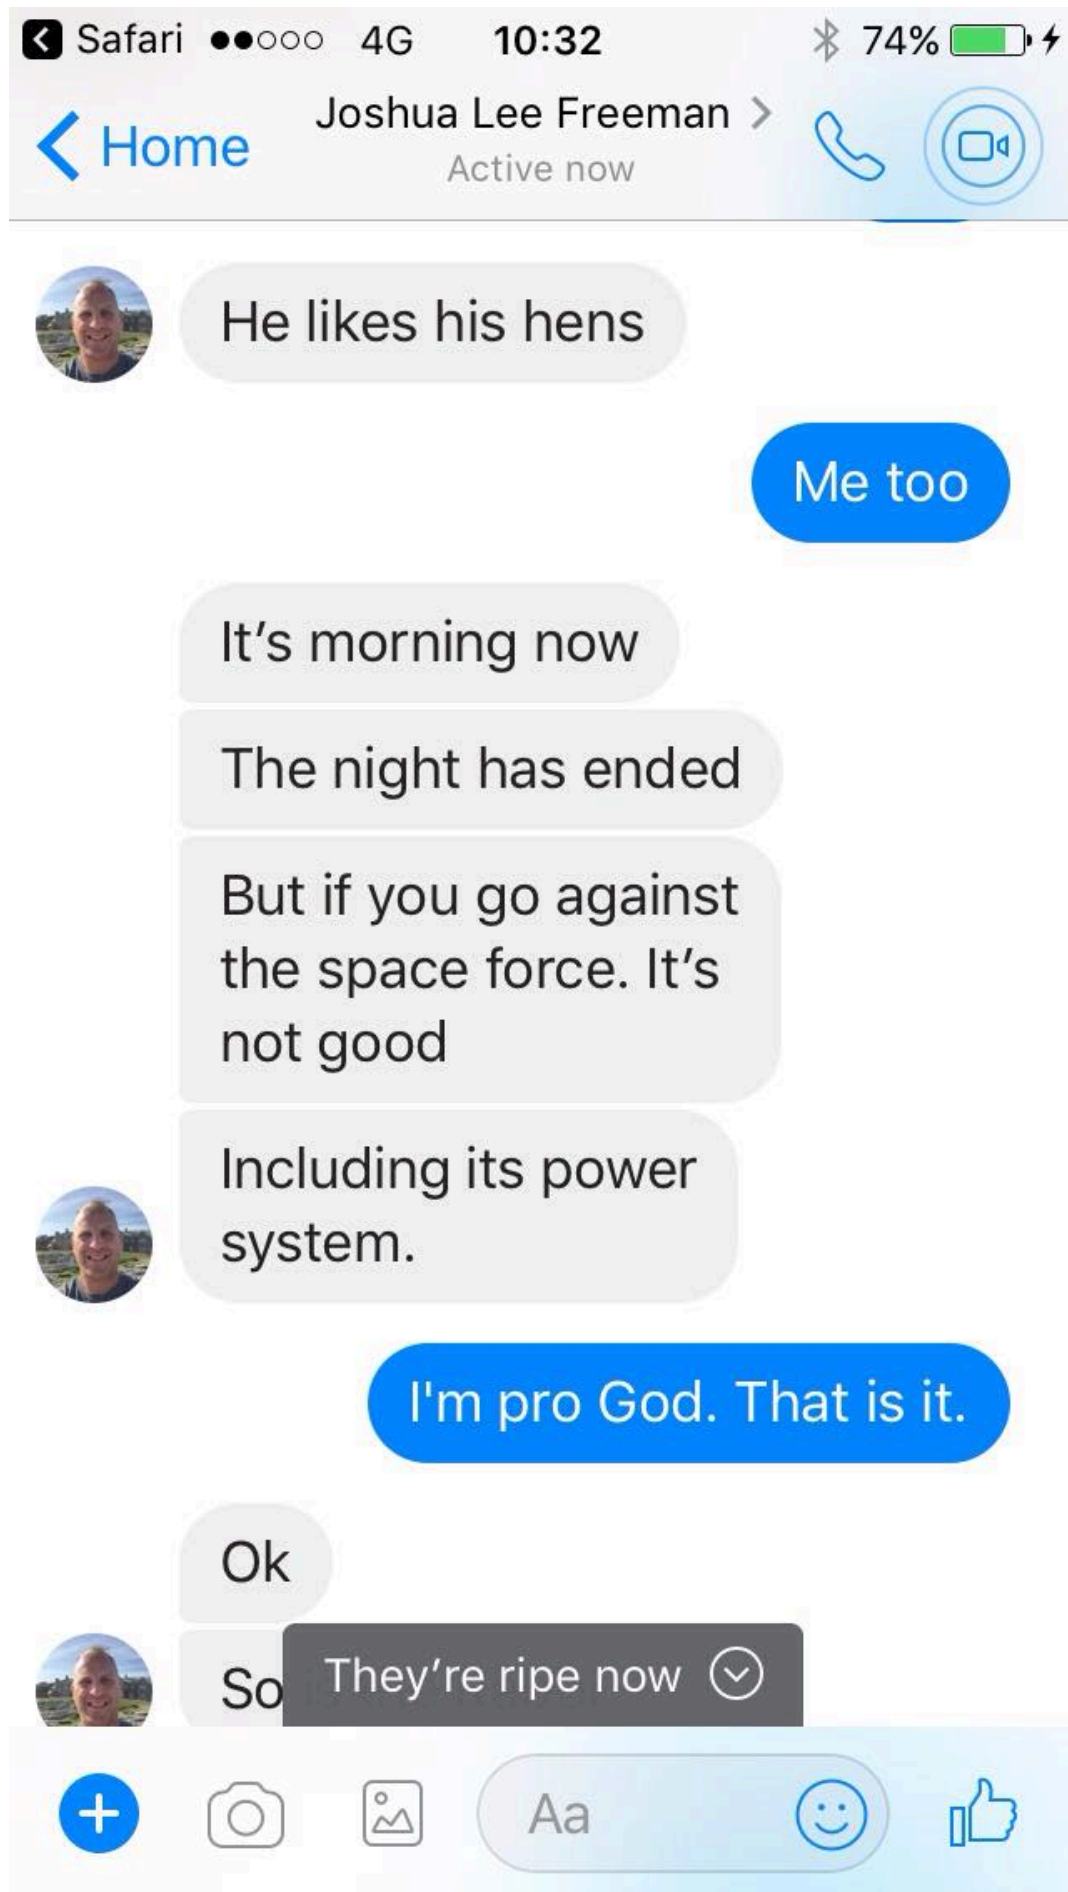 Safari 4G 10:32 74%
Home
Joshua Lee Freeman
Active now
He likes his hens
Me too
It’s morning now
The night has ended
But if you go against
the space force. It’s
not good
Including its power
system.
I'm pro God. That is it.
Ok
So
They’re ripe now
Aa